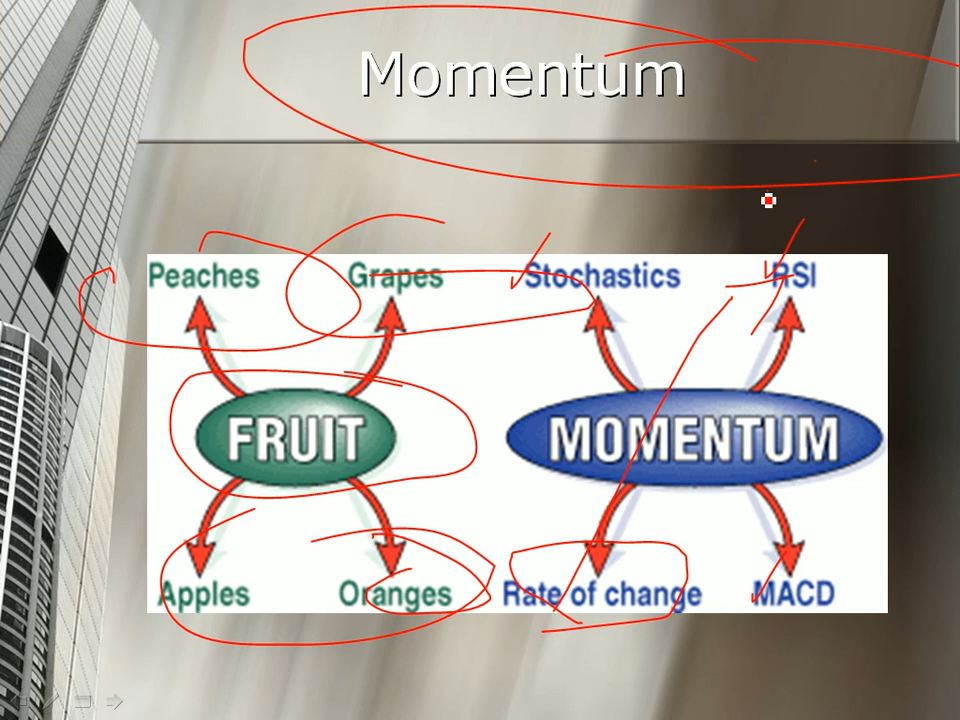 Momentum
Peaches Grapes Stochastics RSI
FRUIT MOMENTUM
Apples Oranges Rate of change MACD